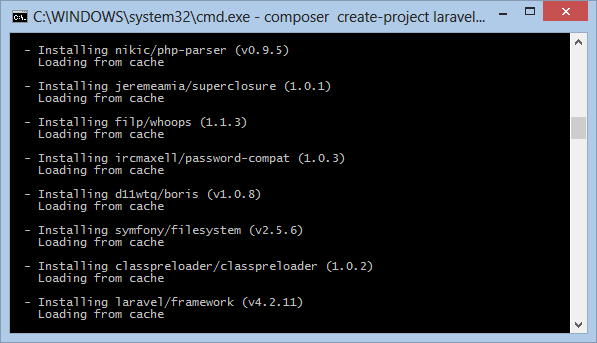 C:\WINDOWS\system32\cmd.exe - composer  create-project laravel...
- Installing nikic/php-parser (v0.9.5)
Loading from cache
- Installing jeremeamia/superclosure (1.0.1)
Loading from cache
- Installing filp/whoops (1.1.3)
Loading from cache
- Installing ircmaxell/password-compat (1.0.3)
Loading from cache
- Installing d11wtq/boris (v1.0.8)
Loading from cache
- Installing symfony/filesystem (v2.5.6)
Loading from cache
- Installing classpreloader/classpreloader (1.0.2)
Loading from cache
- Installing laravel/framework (v4.2.11)
Loading from cache